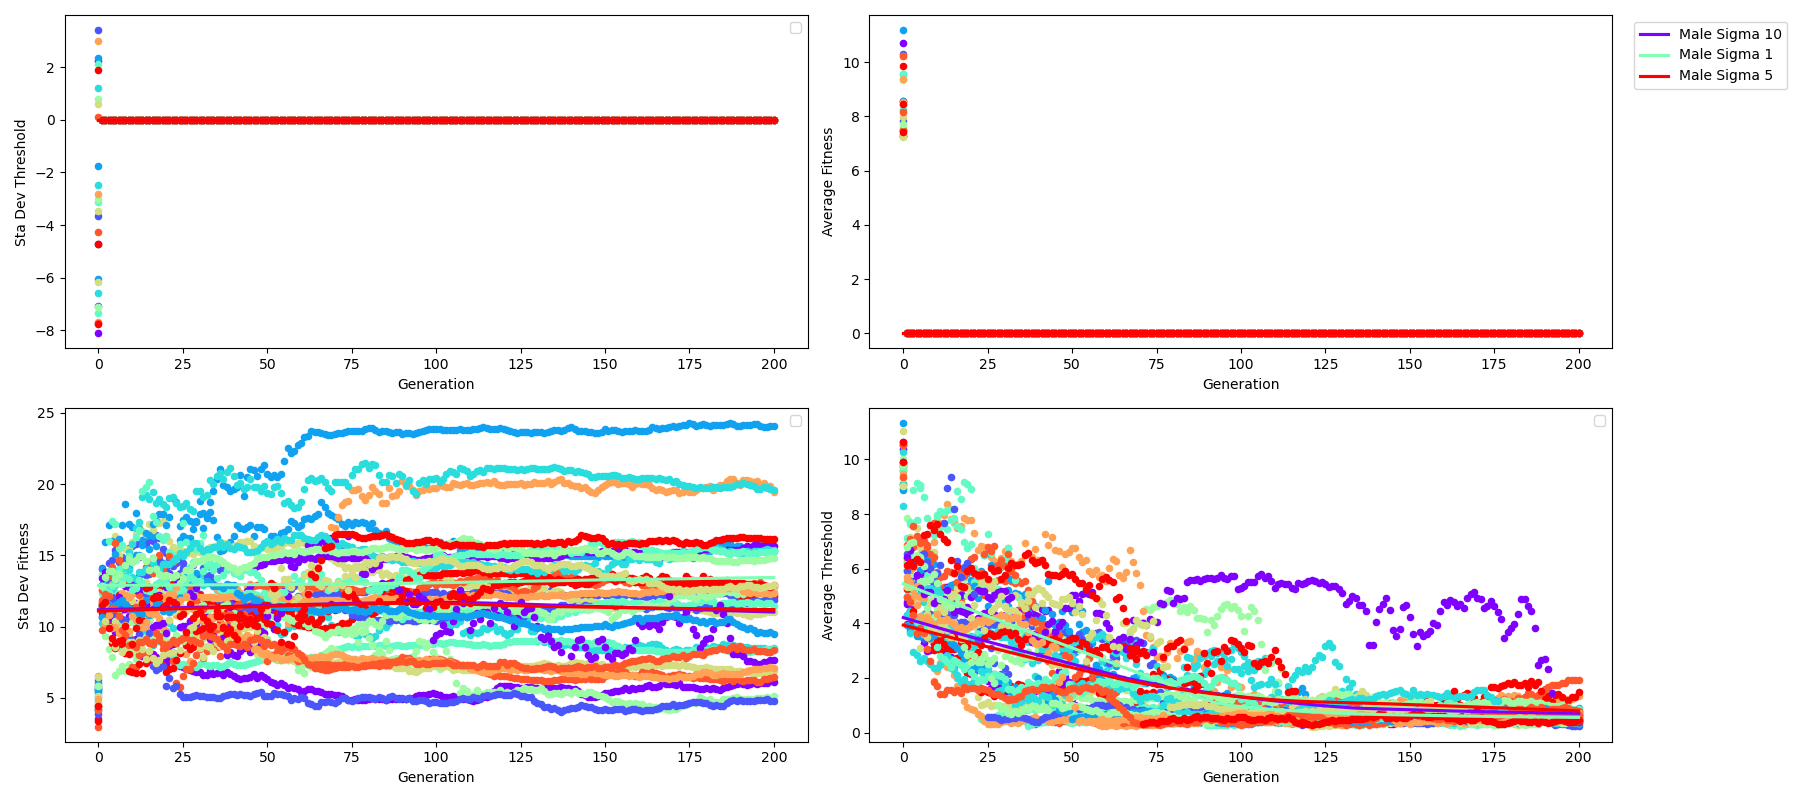 2
0
−2
−4
−6
−8
Sta Dev Threshold
0 25 50 75 100 125 150 175 200
Generation
10
8
6
4
2
0
Average Fitness
0 25 50 75 100 125 150 175 200
Generation
Male Sigma 10
Male Sigma 1
Male Sigma 5
25
20
15
10
5
Sta Dev Fitness
0 25 50 75 100 125 150 175 200
Generation
10
8
6
4
2
0
Average Threshold
0 25 50 75 100 125 150 175 200
Generation